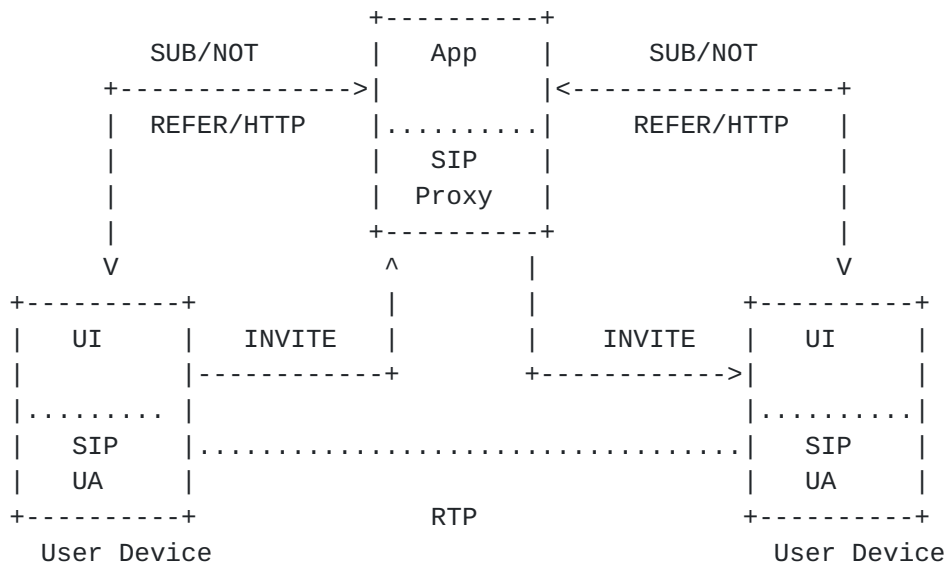 +----------+
         SUB/NOT       |   App    |      SUB/NOT
      +--------------->|          |<-----------------+
      |  REFER/HTTP    |..........|     REFER/HTTP   |
      |                |   SIP    |                  |
      |                |  Proxy   |                  |
      |                +----------+                  |
      V                 ^        |                   V
+----------+            |        |             +----------+
|   UI     |   INVITE   |        |    INVITE   |   UI     |
|          |------------+        +------------>|          |
|......... |                                   |..........|
|   SIP    |...................................|   SIP    |
|   UA     |                                   |   UA     |
+----------+               RTP                 +----------+
  User Device                                    User Device